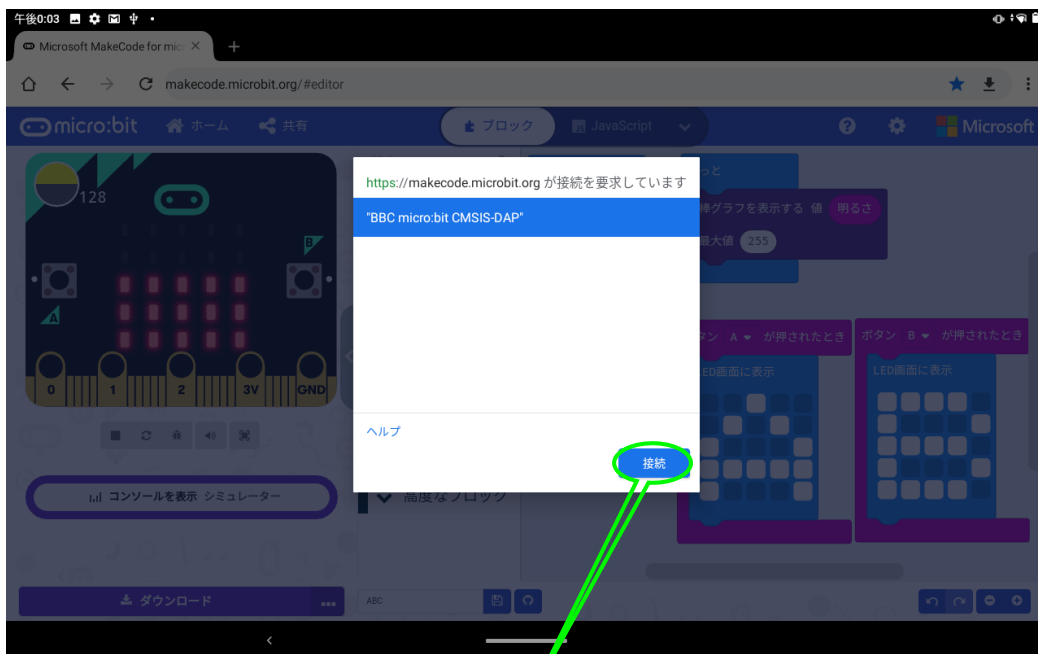 午後0:03
Microsoft MakeCode for mic
makecode.microbit.org/#editor
micro:bit
ホーム
共有
ブロック
JavaScript
Microsoft
128
B
A
0
1
2
3V
GND
コンソールを表示 シミュレーター
ダウンロード
https://makecode.microbit.org が接続を要求しています
"BBC micro:bit CMSIS-DAP"
ヘルプ
接続
高度なブロック
ABC
っと
棒グラフを表示する 値 明るさ
最大値 255
タン A が押されたとき
LED画面に表示
ボタン B が押されたとき
LED画面に表示